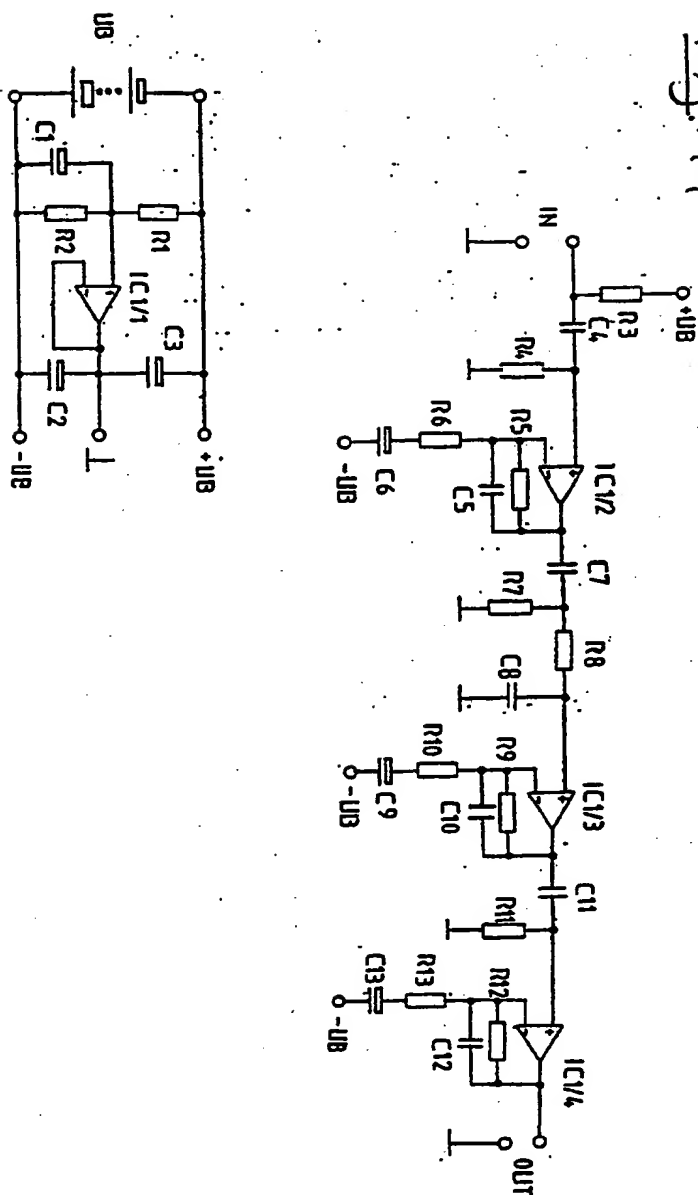 UB
C1
R2
R1
IC1/1
C2
C3
-UB
+UB
IN
+UB
R3
C4
R4
R6
R5
C6
-UB
C5
IC1/2
C7
R7
R8
C8
R10
R9
C9
-UB
C10
IC1/3
C11
R11
R13
R12
C13
-UB
C12
IC1/4
OUT